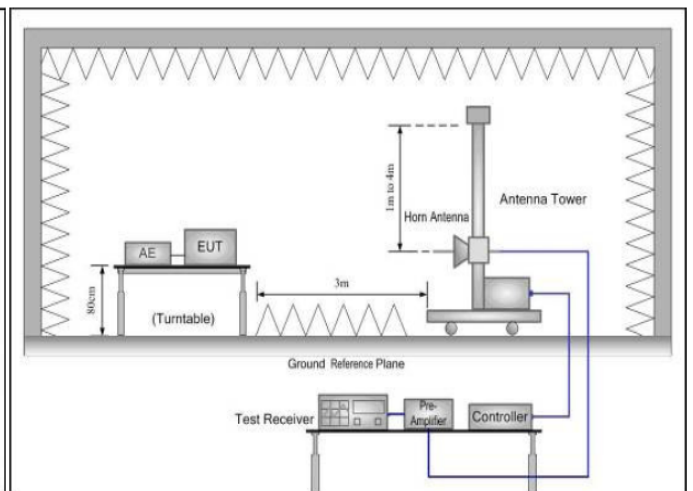 1m to 4m
Horn Antenna
Antenna Tower
AE
EUT
80cm
(Turntable)
3m
Ground Reference Plane
Test Receiver
Pre-
Amplifier
Controller